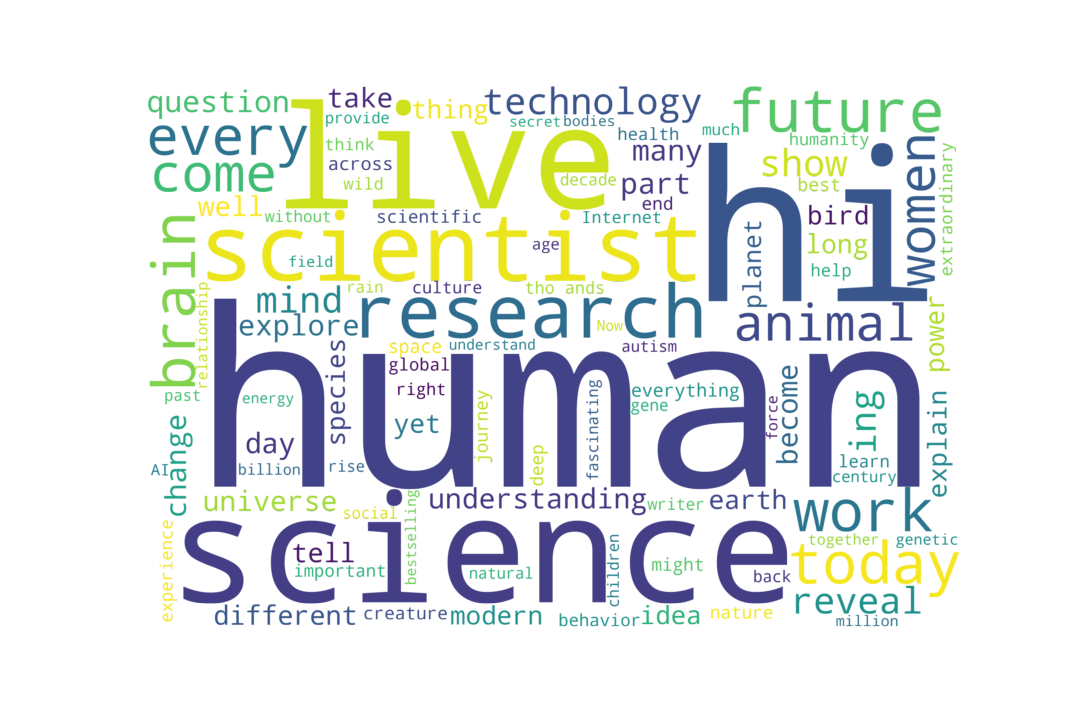 question
take
thing
technology
future
provide
secret
bodies
every
think
health
much
humanity
live
hi
many
show
women
come
across
wild
decade
part
best
extraordinary
well
without
scientific
Internet
end
bird
brain
scientist
age
long
planet
field
help
relationship
rain
culture
tho ands
mind
research
explore
Now
animal
power
human
species
space
understand
autism
global
right
past
energy
yet
journey
fascinating
everything
gene
force
become
ing
explain
change
day
deep
learn
AI
billion
rise
century
universe
social
bestselling
understanding
writer
earth
work
science
experience
tell
important
natural
children
might
back
together
genetic
today
different
creature
modern
behavior
idea
nature
reveal
million